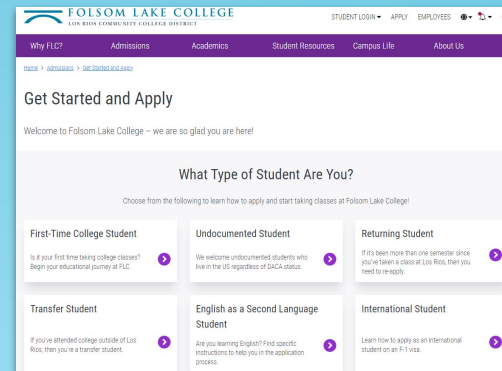 FOLSOM LAKE COLLEGE
LOS RIOS COMMUNITY COLLEGE DISTRICT
STUDENT LOGIN APPLY EMPLOYEES
Why FLC? Admissions Academics Student Resources Campus Life About Us
Home > Admissions > Get Started and Apply
Get Started and Apply
Welcome to Folsom Lake College – we are so glad you are here!
What Type of Student Are You?
Choose from the following to learn how to apply and start taking classes at Folsom Lake College!
First-Time College Student
Is it your first time taking college classes?
Begin your educational journey at FLC.
Undocumented Student
We welcome undocumented students who
live in the US regardless of DACA status.
Returning Student
If it's been more than one semester since
you've taken a class at Los Rios, then you
need to re-apply.
Transfer Student
If you've attended college outside of Los
Rios, then you're a transfer student.
English as a Second Language
Student
Are you learning English? Find specific
instructions to help you in the application
process.
International Student
Learn how to apply as an international
student on an F-1 visa.